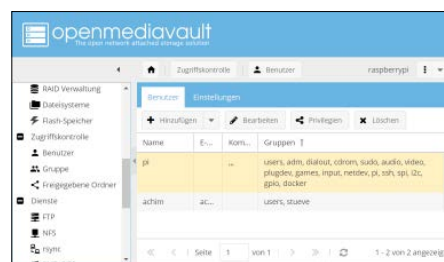 openmediavault
The open network attached storage solution
Zugriffskontrolle
Benutzer
raspberrypi
RAID Verwaltung
Dateisysteme
Flash-Speicher
Zugriffskontrolle
Benutzer
Gruppe
Freigegebene Ordner
Dienste
FTP
NFS
rsync
Benutzer
Einstellungen
Hinzufügen
Bearbeiten
Privilegien
Löschen
Name
E-...
Kom...
Gruppen
pi
...
users, adm, dialout, cdrom, sudo, audio, video,
plugdev, games, input, netdev, pi, ssh, spi, i2c,
gpio, docker
achim
ac...
users, stueve
Seite
1
von 1
1 - 2 von 2 angezeig